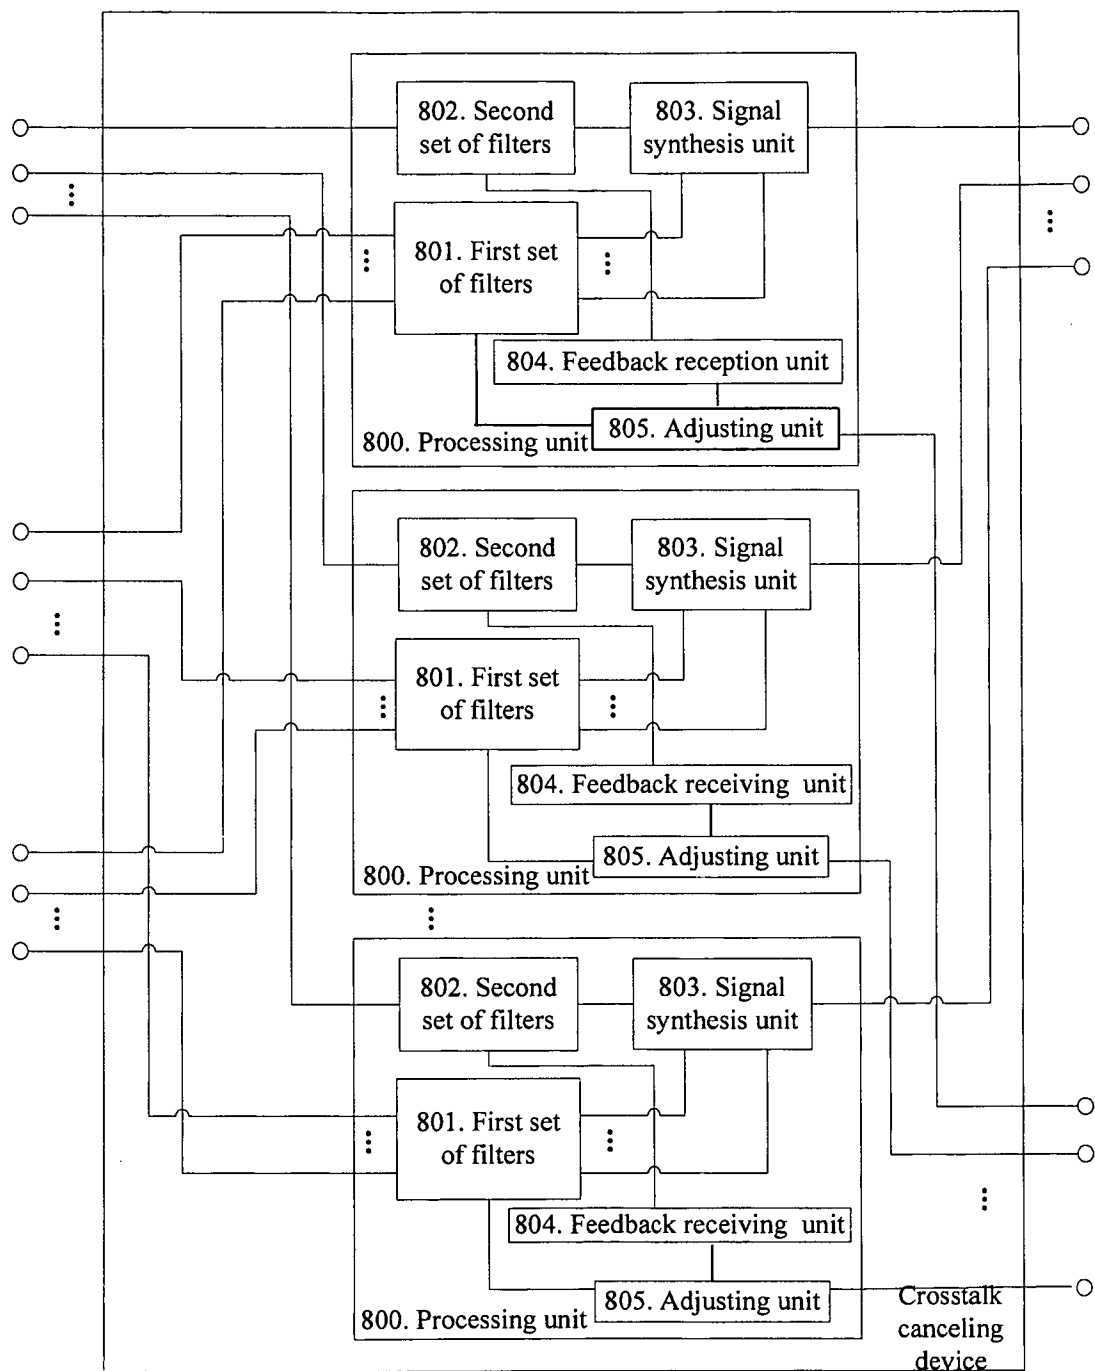 802. Second
set of filters
803. Signal
synthesis unit
801. First set
of filters
804. Feedback reception unit
805. Adjusting unit
800. Processing unit
802. Second
set of filters
803. Signal
synthesis unit
801. First set
of filters
804. Feedback receiving unit
805. Adjusting unit
800. Processing unit
802. Second
set of filters
803. Signal
synthesis unit
801. First set
of filters
804. Feedback receiving unit
805. Adjusting unit
800. Processing unit
Crosstalk
canceling
device